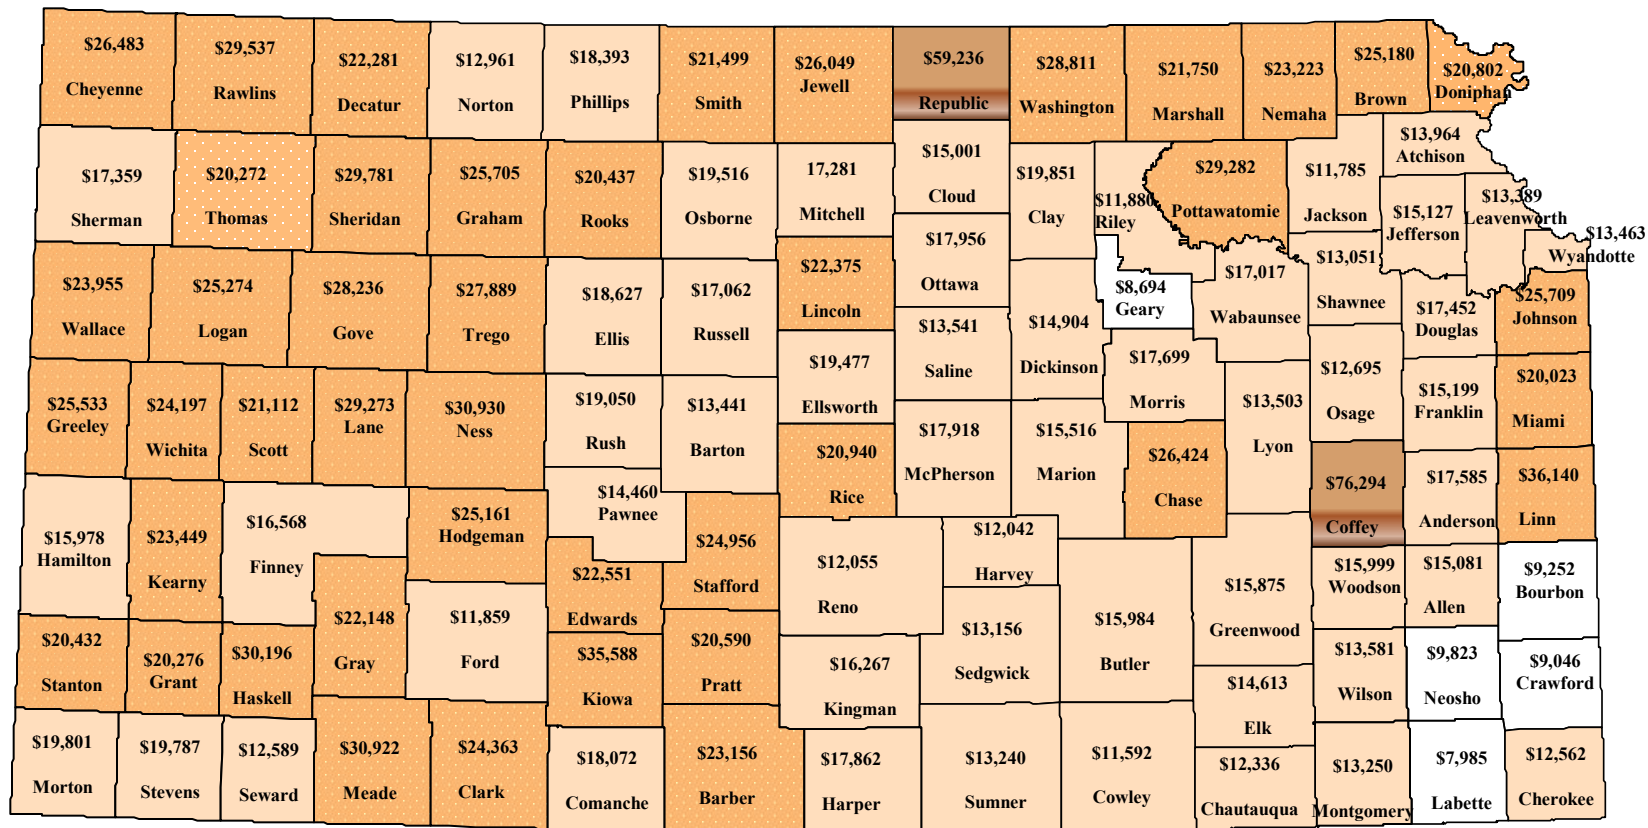 $26,483
Cheyenne
$29,537
Rawlins
$22,281
Decatur
$12,961
Norton
$18,393
Phillips
$21,499
Smith
$26,049
Jewell
$59,236
Republic
$28,811
Washington
$21,750
Marshall
$23,223
Nemaha
$25,180
Brown
$20,802
Doniphan
$17,359
Sherman
$20,272
Thomas
$29,781
Sheridan
$25,705
Graham
$20,437
Rooks
$19,516
Osborne
17,281
Mitchell
$15,001
Cloud
$19,851
Clay
$11,880
Riley
$29,282
Pottawatomie
$11,785
Jackson
$13,964
Atchison
$15,127
Jefferson
$13,389
Leavenworth
$13,463
Wyandotte
$23,955
Wallace
$25,274
Logan
$28,236
Gove
$27,889
Trego
$18,627
Ellis
$17,062
Russell
$22,375
Lincoln
$17,956
Ottawa
$13,541
Saline
$14,904
Dickinson
$8,694
Geary
$17,017
Wabaunsee
$13,051
Shawnee
$17,452
Douglas
$25,709
Johnson
$25,533
Greeley
$24,197
Wichita
$21,112
Scott
$29,273
Lane
$30,930
Ness
$19,050
Rush
$13,441
Barton
$19,477
Ellsworth
$20,940
Rice
$17,918
McPherson
$15,516
Marion
$17,699
Morris
$26,424
Chase
$13,503
Lyon
$12,695
Osage
$15,199
Franklin
$20,023
Miami
$15,978
Hamilton
$23,449
Kearny
$16,568
Finney
$25,161
Hodgeman
$14,460
Pawnee
$24,956
Stafford
$22,551
Edwards
$12,055
Reno
$12,042
Harvey
$76,294
Coffey
$17,585
Anderson
$36,140
Linn
$20,432
Stanton
$20,276
Grant
$30,196
Haskell
$22,148
Gray
$11,859
Ford
$35,588
Kiowa
$20,590
Pratt
$16,267
Kingman
$13,156
Sedgwick
$15,984
Butler
$15,875
Greenwood
$15,999
Woodson
$15,081
Allen
$9,252
Bourbon
$14,613
Elk
$13,581
Wilson
$9,823
Neosho
$9,046
Crawford
$19,801
Morton
$19,787
Stevens
$12,589
Seward
$30,922
Meade
$24,363
Clark
$18,072
Comanche
$23,156
Barber
$17,862
Harper
$13,240
Sumner
$11,592
Cowley
$12,336
Chautauqua
$13,250
Montgomery
$7,985
Labette
$12,562
Cherokee